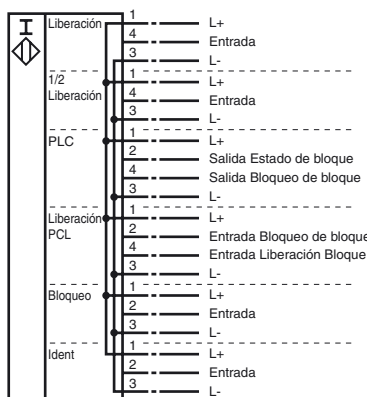 I
Liberación
1 L+
4 Entrada
3 L-
1/2
Liberación
1 L+
4 Entrada
3 L-
PLC
1 L+
2 Salida Estado de bloque
4 Salida Bloqueo de bloque
3 L-
Liberación
PCL
1 L+
2 Entrada Bloqueo de bloque
4 Entrada Liberación Bloque
3 L-
Bloqueo
1 L+
2 Entrada
3 L-
Ident
1 L+
2 Entrada
3 L-